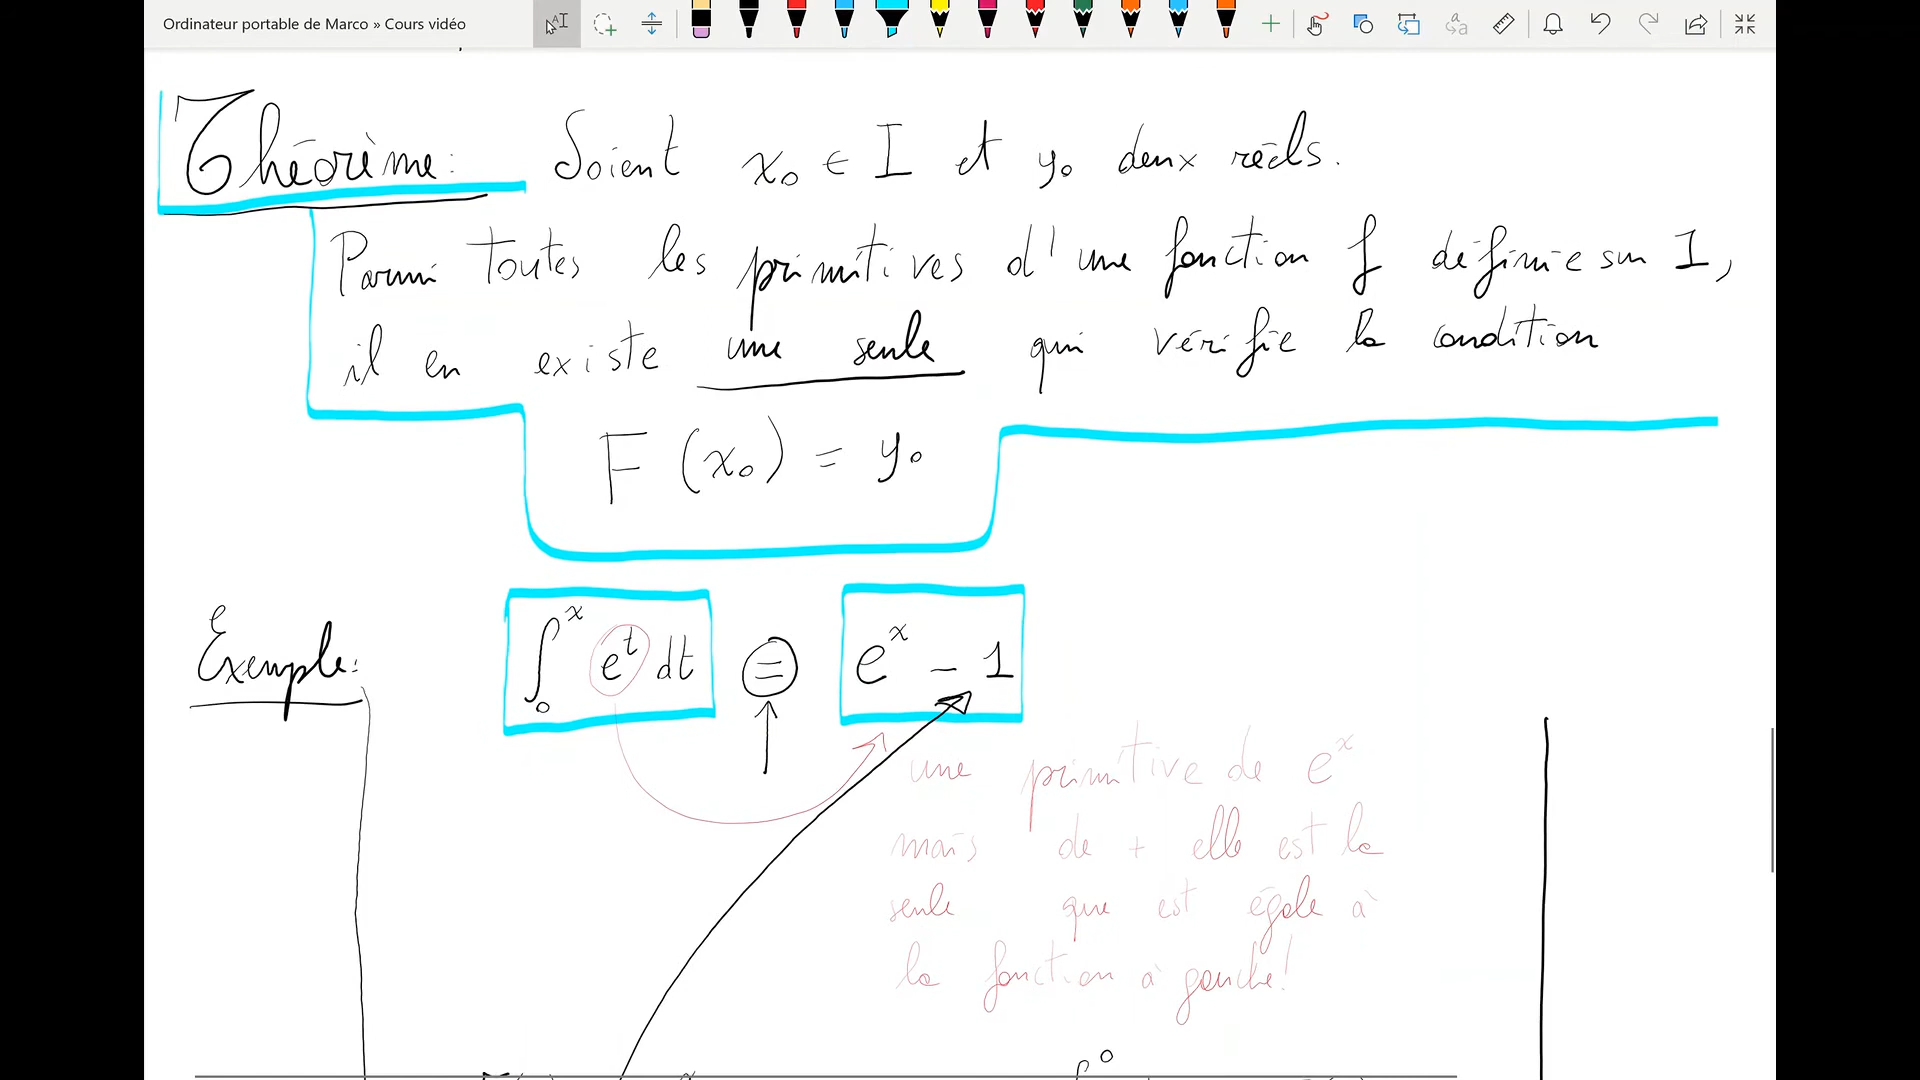 Ordinateur portable de Marco » Cours vidéo
Théorème: Soient x₀ ∈ I et y₀ deux réels.
Parmi toutes les primitives d'une fonction f définie sur I,
il en existe une seule qui vérifie la condition
F (x₀) = y₀
Exemple: ∫₀ˣ eᵗ dt = eˣ - 1
une primitive de eˣ
mais de + elle est la
seule que est égale à
la fonction à gauche!